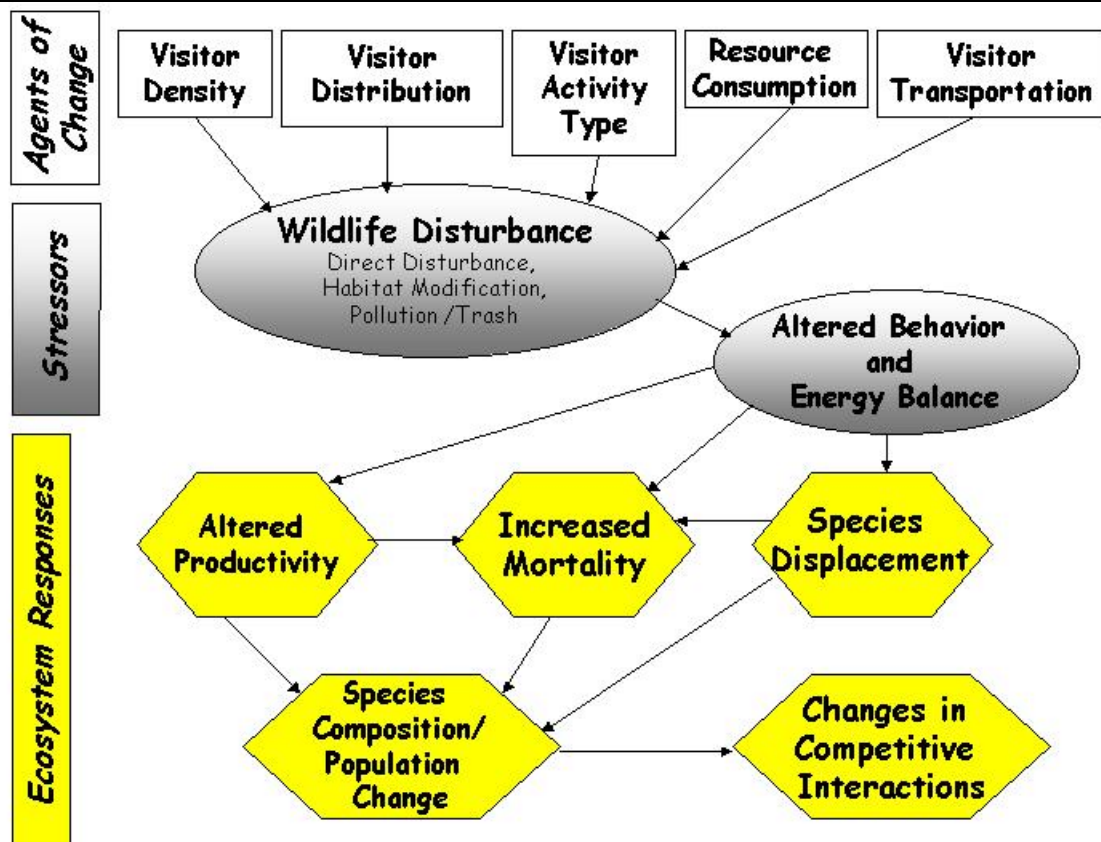 Agents of
Change
Visitor
Density
Visitor
Distribution
Visitor
Activity
Type
Resource
Consumption
Visitor
Transportation
Stressors
Wildlife Disturbance
Direct Disturbance,
Habitat Modification,
Pollution /Trash
Altered Behavior
and
Energy Balance
Ecosystem Responses
Altered
Productivity
Increased
Mortality
Species
Displacement
Species
Composition/
Population
Change
Changes in
Competitive
Interactions